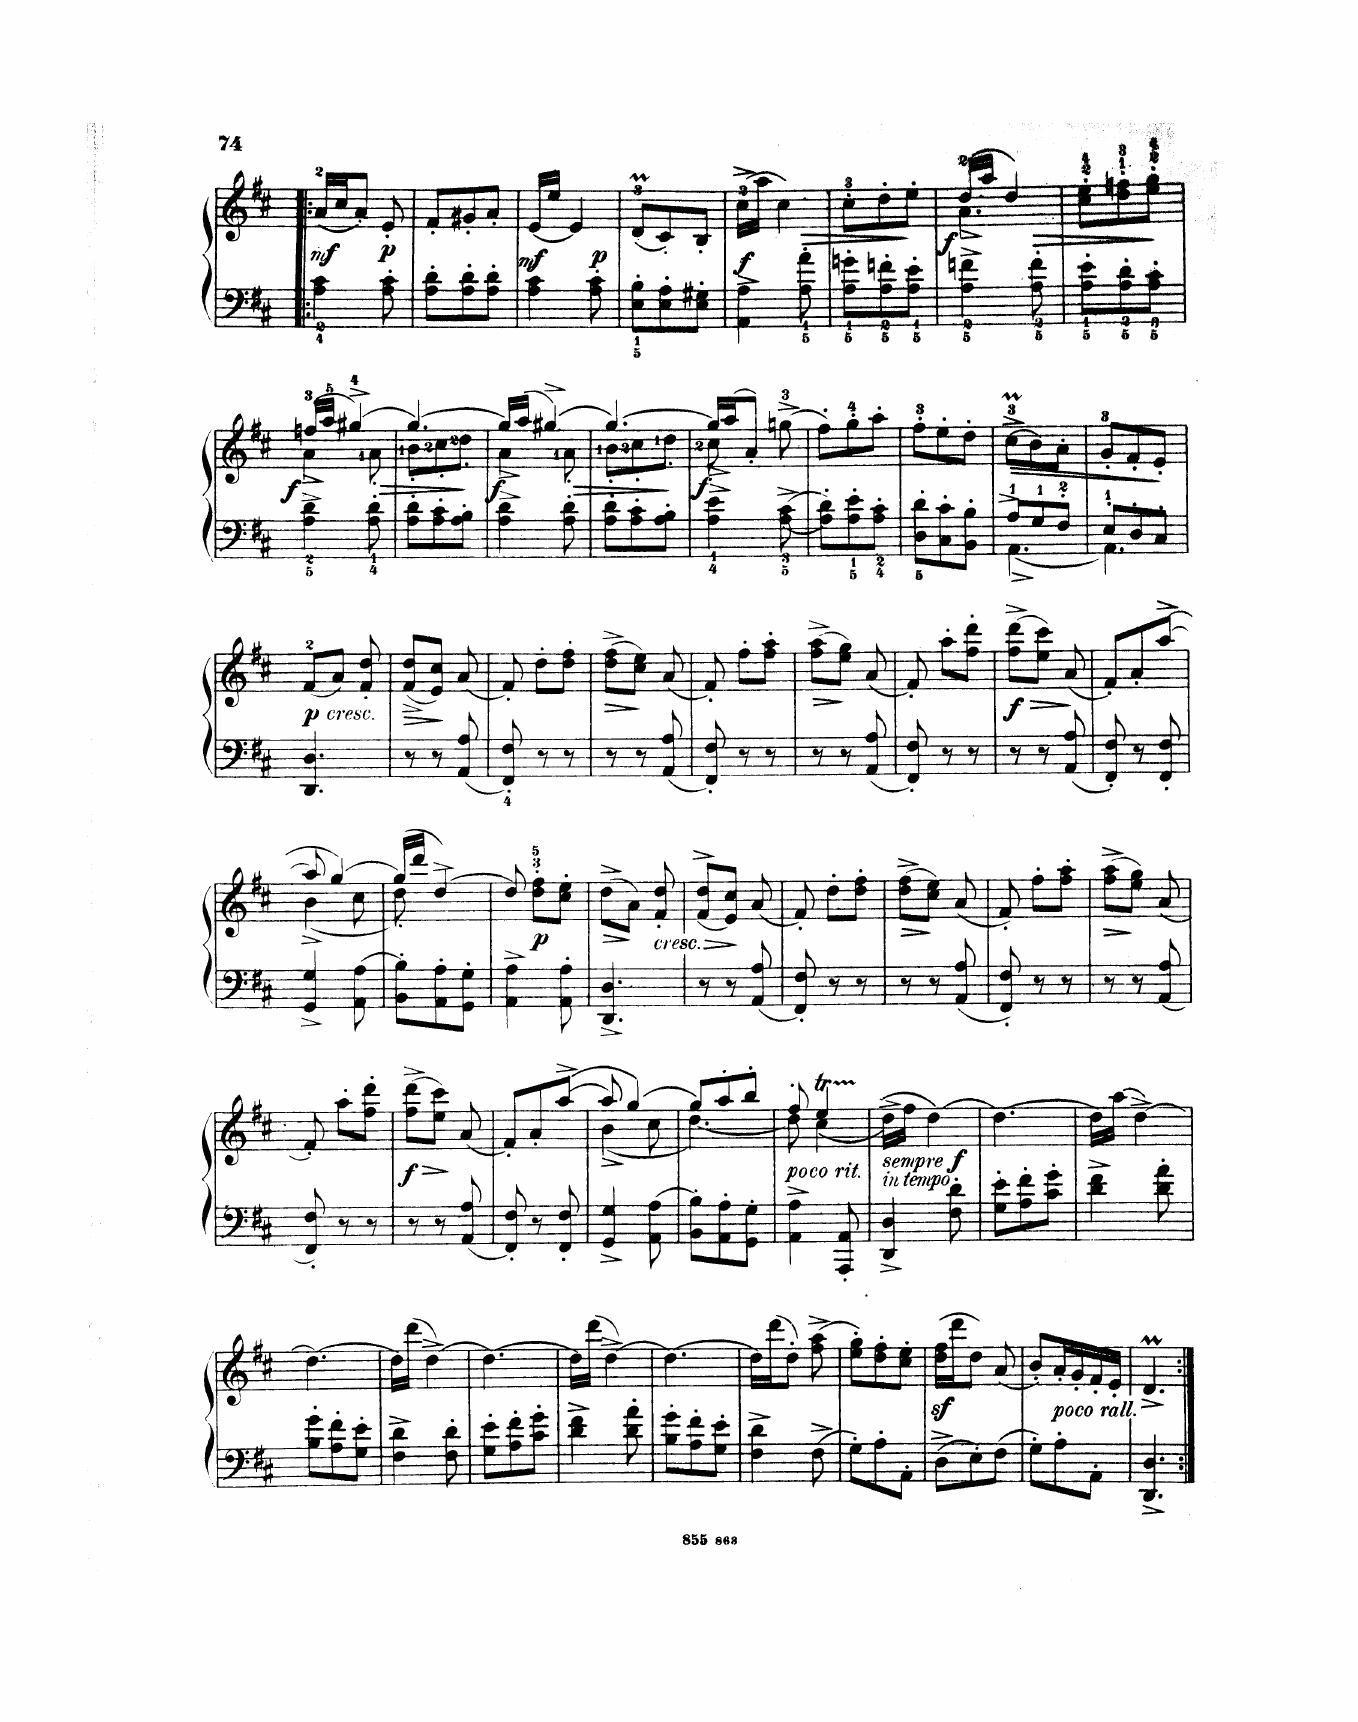 74
mf p mf p f f
f f f
p cresc. f
p cresc.
f poco rit. sempre f
in tempo
sf poco rall.
855 863